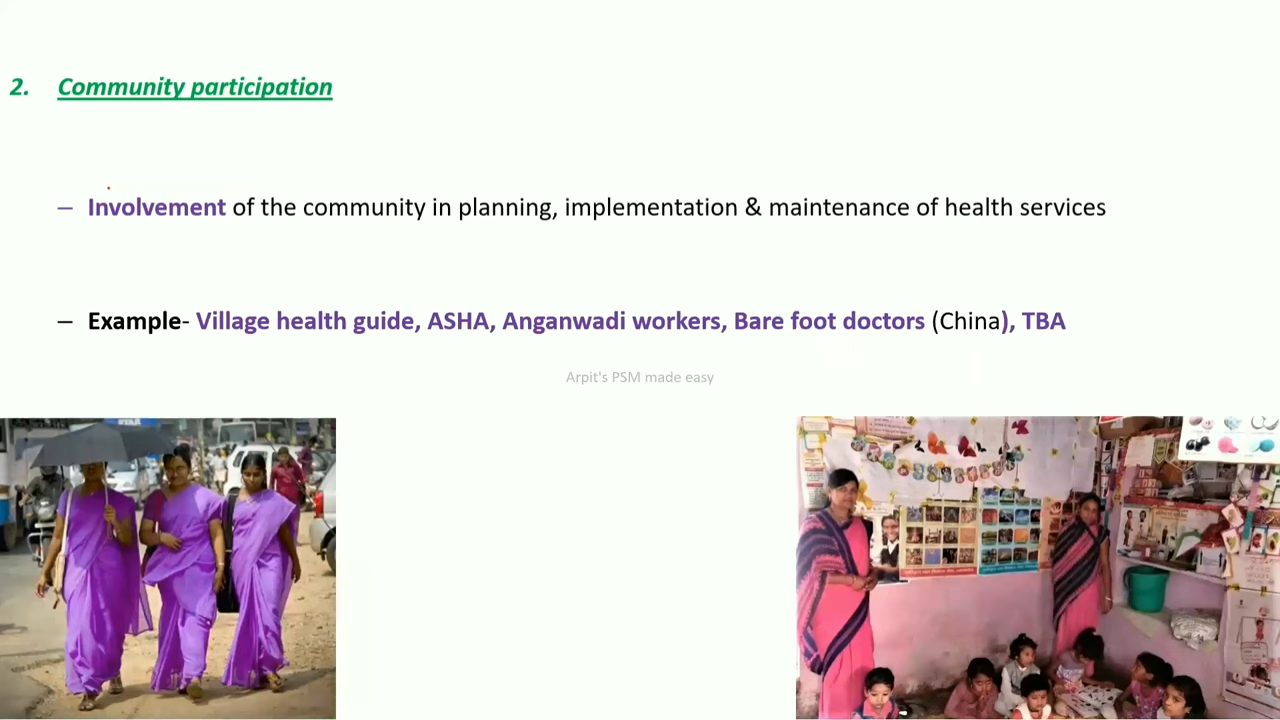 2. Community participation
– Involvement of the community in planning, implementation & maintenance of health services
– Example- Village health guide, ASHA, Anganwadi workers, Bare foot doctors (China), TBA
Arpit's PSM made easy